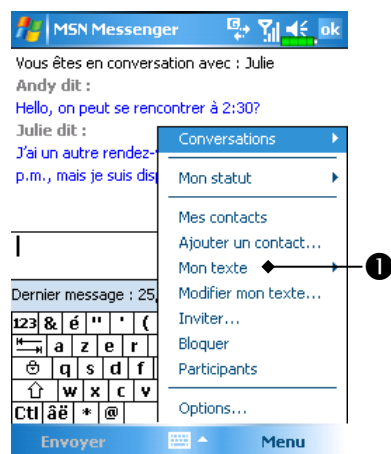 MSN Messenger ok
Vous êtes en conversation avec : Julie
Andy dit :
Hello, on peut se rencontrer à 2:30?
Julie dit :
J'ai un autre rendez-
p.m., mais je suis disp
Conversations
Mon statut
Mes contacts
Ajouter un contact...
Mon texte
1
Modifier mon texte...
Inviter...
Bloquer
Participants
Options...
Dernier message : 25,
123 & é " ' (
a z e r
q s d f
w x c v
Ctl âë * @
Envoyer Menu